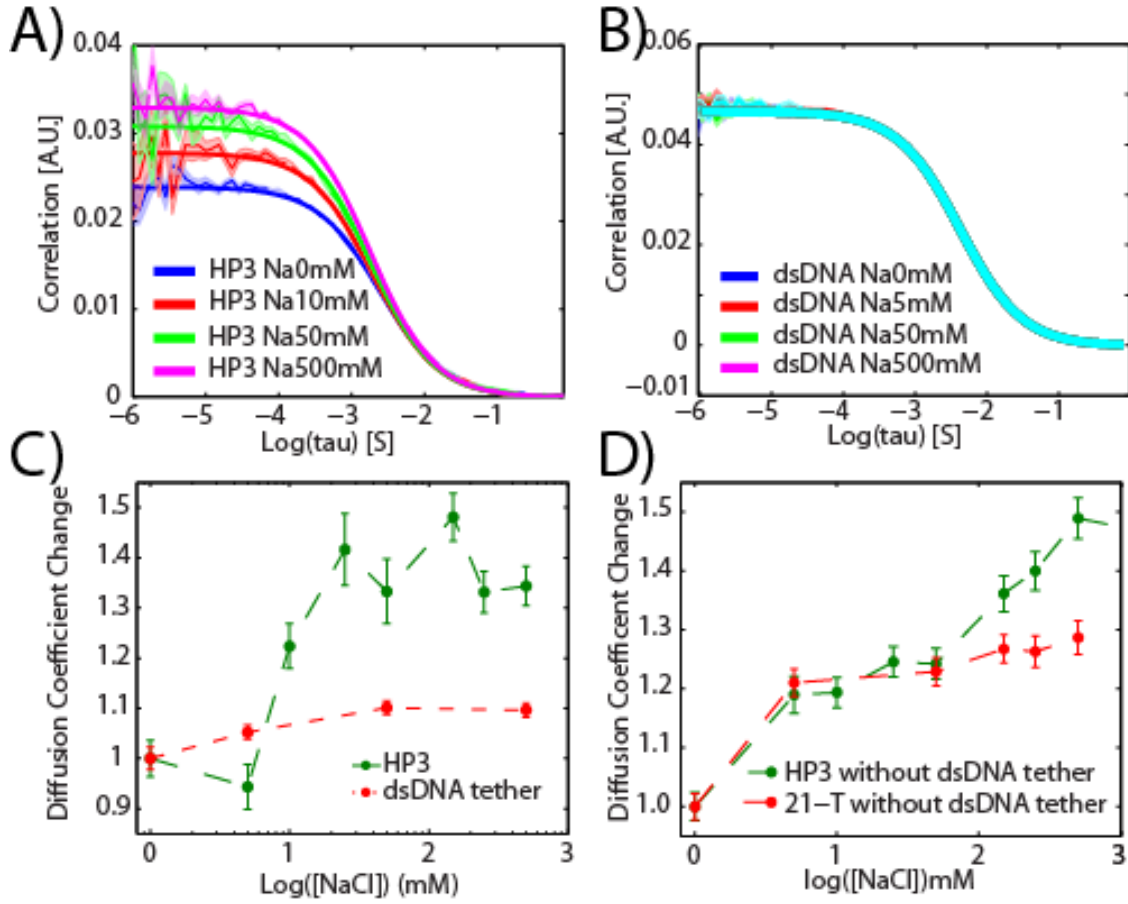 A)
0.04
0.03
0.02
0.01
0
Correlation [A.U.]
HP3 Na0mM
HP3 Na10mM
HP3 Na50mM
HP3 Na500mM
−6
−5
−4
−3
−2
−1
Log(tau) [S]
B)
0.06
0.04
0.02
0
−0.01
Correlation [A.U.]
dsDNA Na0mM
dsDNA Na5mM
dsDNA Na50mM
dsDNA Na500mM
−6
−5
−4
−3
−2
−1
Log(tau) [S]
C)
1.5
1.4
1.3
1.2
1.1
1
0.9
Diffusion Coefficient Change
HP3
dsDNA tether
0
1
2
3
Log([NaCl]) (mM)
D)
1.5
1.4
1.3
1.2
1.1
1.0
Diffusion Coefficent Change
HP3 without dsDNA tether
21−T without dsDNA tether
0
1
2
3
log([NaCl])mM